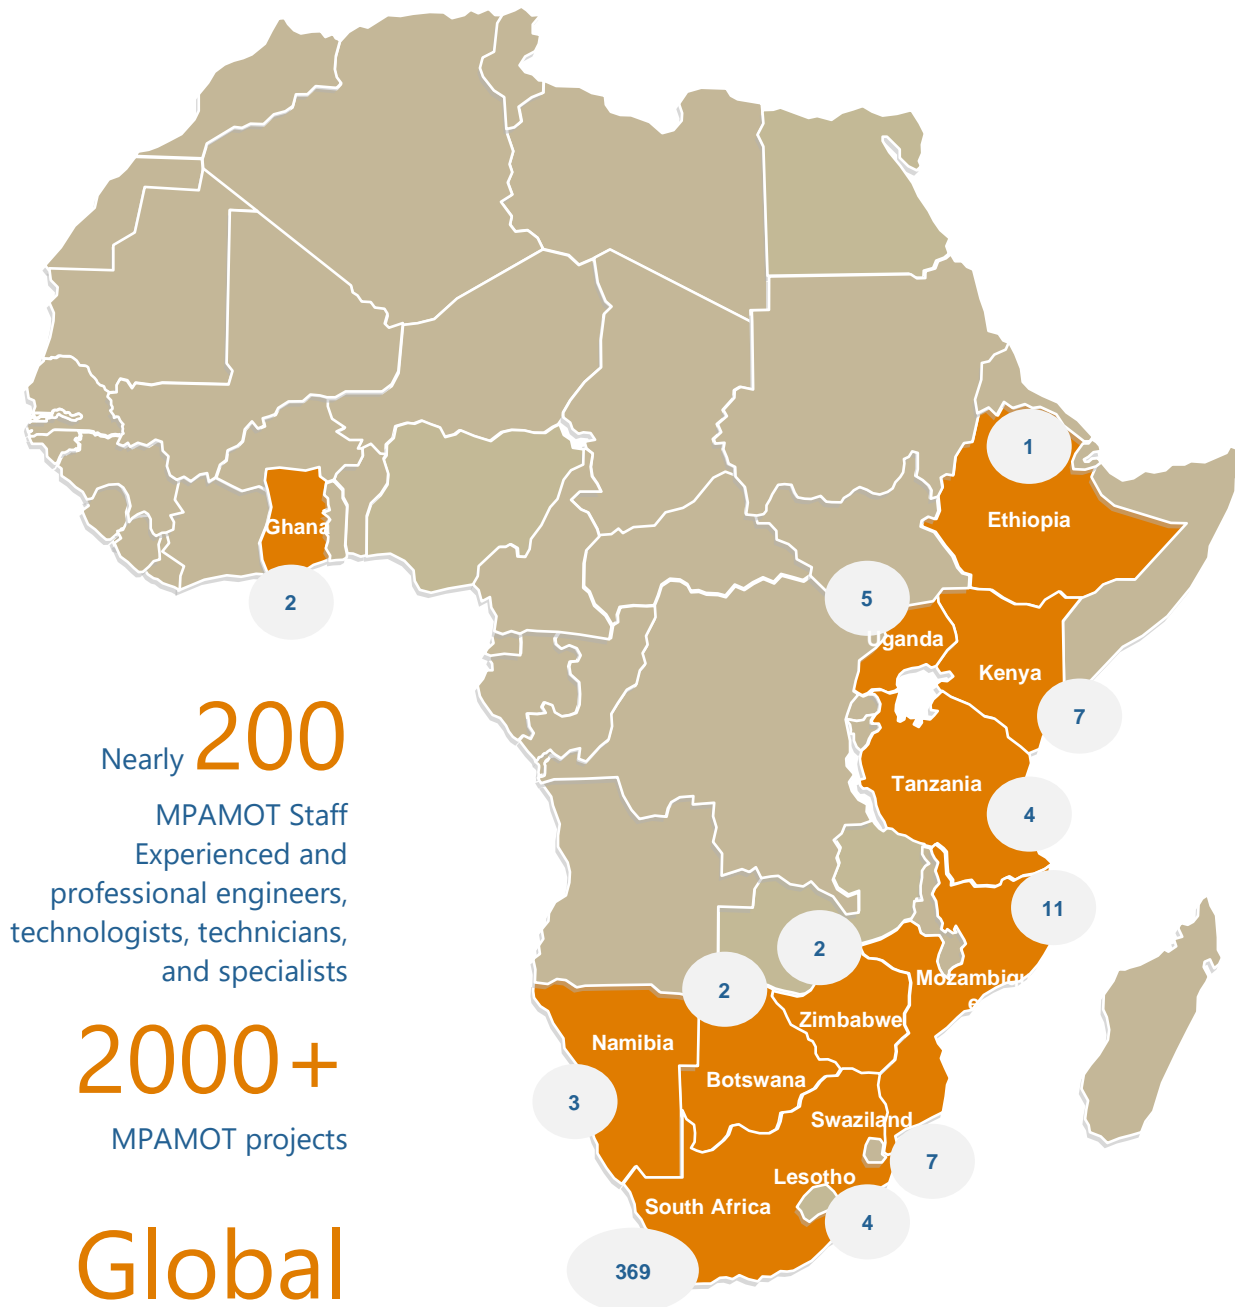 1
Ethiopia
Ghana
2
5
Uganda
Kenya
7
Nearly 200
MPAMOT Staff
Experienced and
professional engineers,
technologists, technicians,
and specialists
Tanzania
4
11
2
2
Mozambiqu
e
Zimbabwe
Namibia
Botswana
3
Swaziland
7
2000+
MPAMOT projects
Lesotho
South Africa
4
369
Global